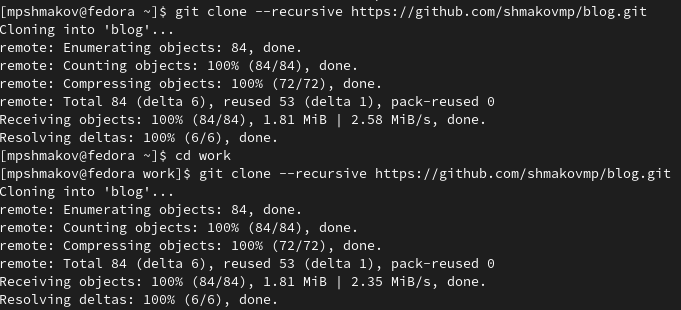 [mpshmakov@fedora ~]$ git clone --recursive https://github.com/shmakovmp/blog.git
Cloning into 'blog'...
remote: Enumerating objects: 84, done.
remote: Counting objects: 100% (84/84), done.
remote: Compressing objects: 100% (72/72), done.
remote: Total 84 (delta 6), reused 53 (delta 1), pack-reused 0
Receiving objects: 100% (84/84), 1.81 MiB | 2.58 MiB/s, done.
Resolving deltas: 100% (6/6), done.
[mpshmakov@fedora ~]$ cd work
[mpshmakov@fedora work]$ git clone --recursive https://github.com/shmakovmp/blog.git
Cloning into 'blog'...
remote: Enumerating objects: 84, done.
remote: Counting objects: 100% (84/84), done.
remote: Compressing objects: 100% (72/72), done.
remote: Total 84 (delta 6), reused 53 (delta 1), pack-reused 0
Receiving objects: 100% (84/84), 1.81 MiB | 2.35 MiB/s, done.
Resolving deltas: 100% (6/6), done.